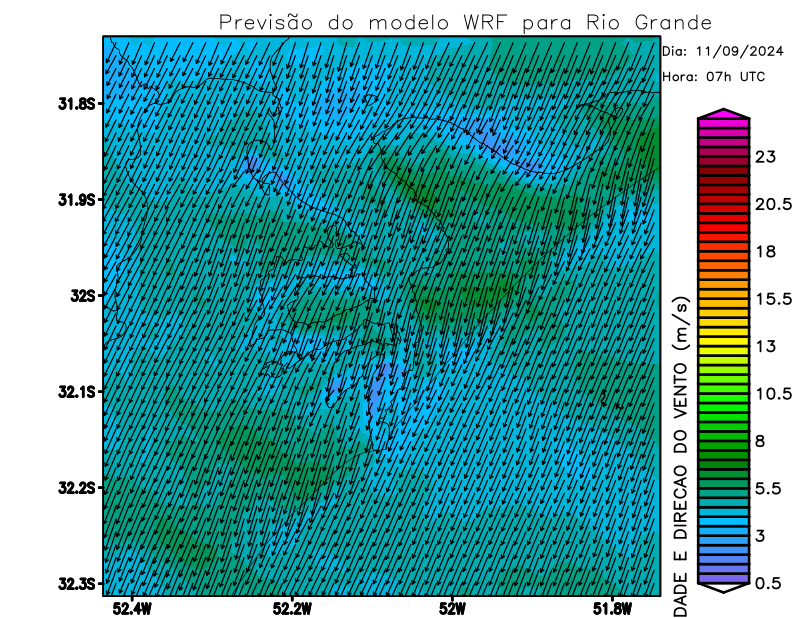 Previsão do modelo WRF para Rio Grande
Dia: 11/09/2024
Hora: 07h UTC
31.8S
31.9S
32S
32.1S
32.2S
32.3S
52.4W
52.2W
52W
51.8W
DADE E DIRECAO DO VENTO (m/s)
23
20.5
18
15.5
13
10.5
8
5.5
3
0.5